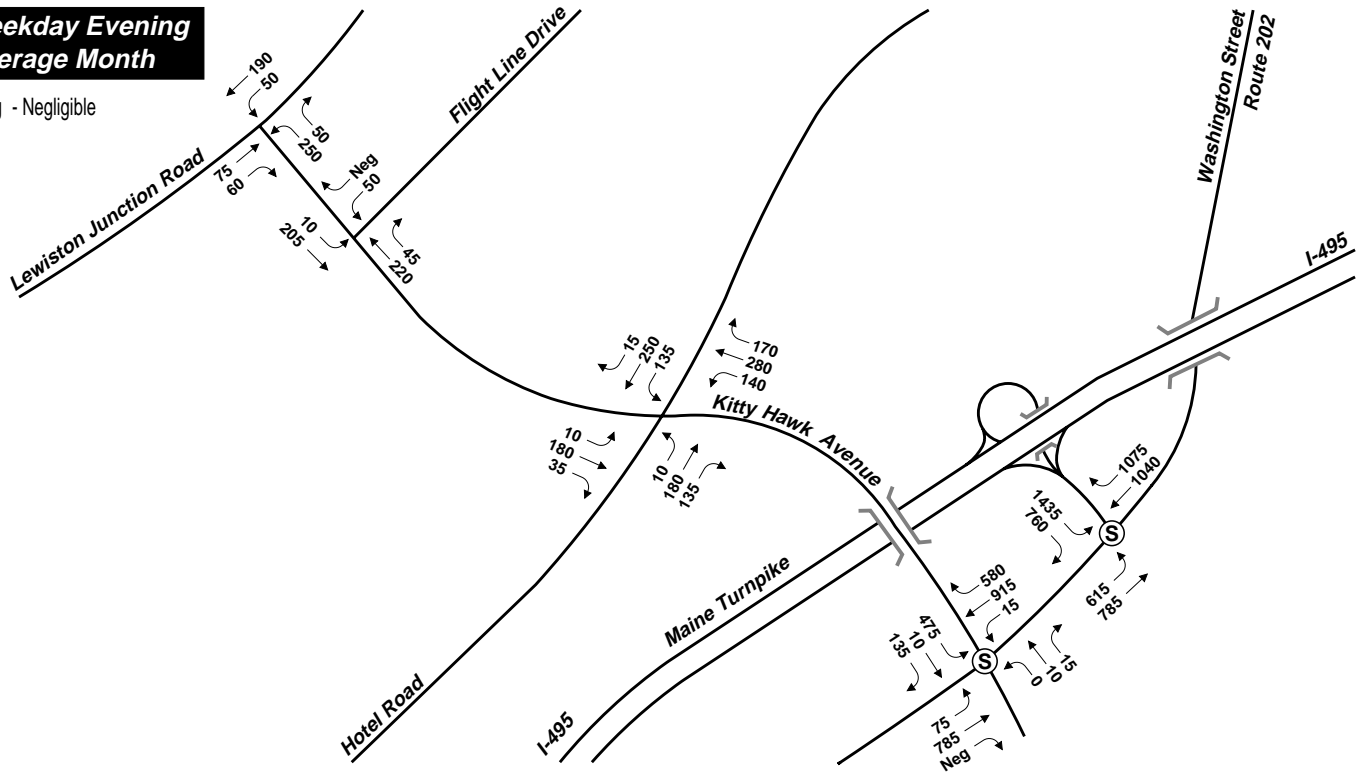 ekday Evening
erage Month
- Negligible
190
50
50
250
75
60
Lewiston Junction Road
Neg
50
Flight Line Drive
10
205
45
220
15
250
135
170
280
140
10
180
35
10
180
135
Kitty Hawk Avenue
Hotel Road
Maine Turnpike
I-495
I-495
Washington Street
Route 202
1075
1040
1435
760
S
615
785
580
915
15
475
10
135
S
0
10
15
75
785
Neg